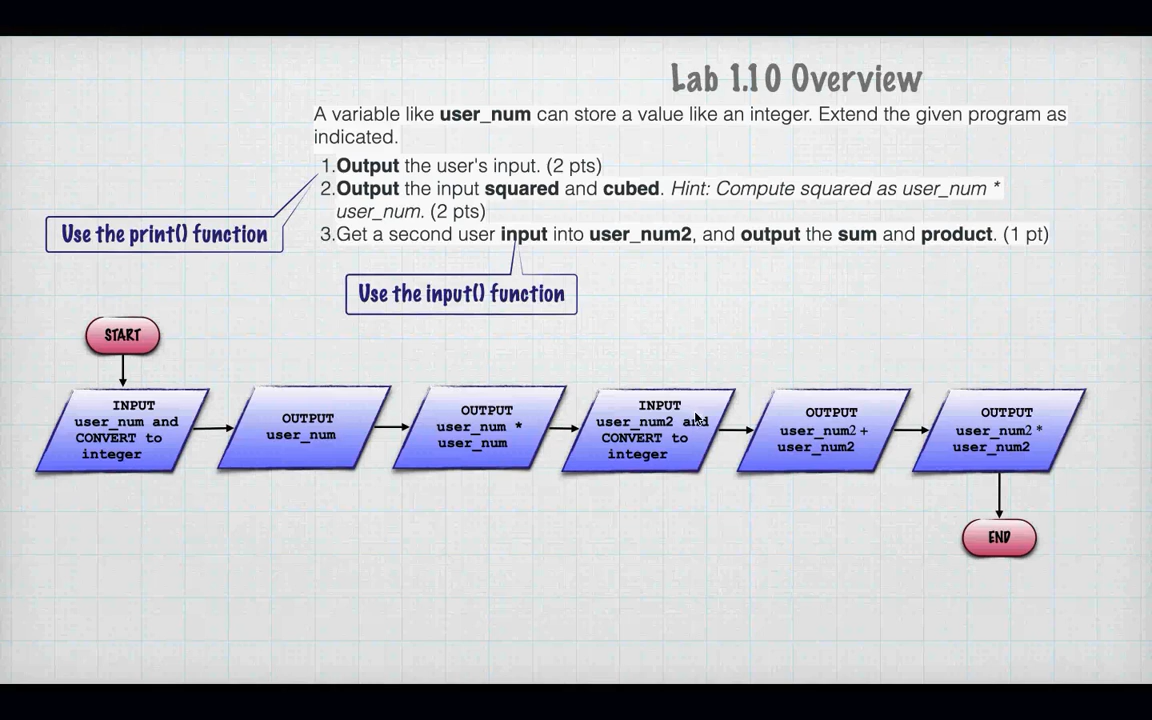 Lab 1.10 Overview
A variable like user_num can store a value like an integer. Extend the given program as
indicated.
1.Output the user's input. (2 pts)
2.Output the input squared and cubed. Hint: Compute squared as user_num *
user_num. (2 pts)
Use the print() function
3.Get a second user input into user_num2, and output the sum and product. (1 pt)
Use the input() function
START
INPUT
user_num and
CONVERT to
integer
OUTPUT
user_num
OUTPUT
user_num *
user_num
INPUT
user_num2 and
CONVERT to
integer
OUTPUT
user_num2 +
user_num2
OUTPUT
user_num2 *
user_num2
END